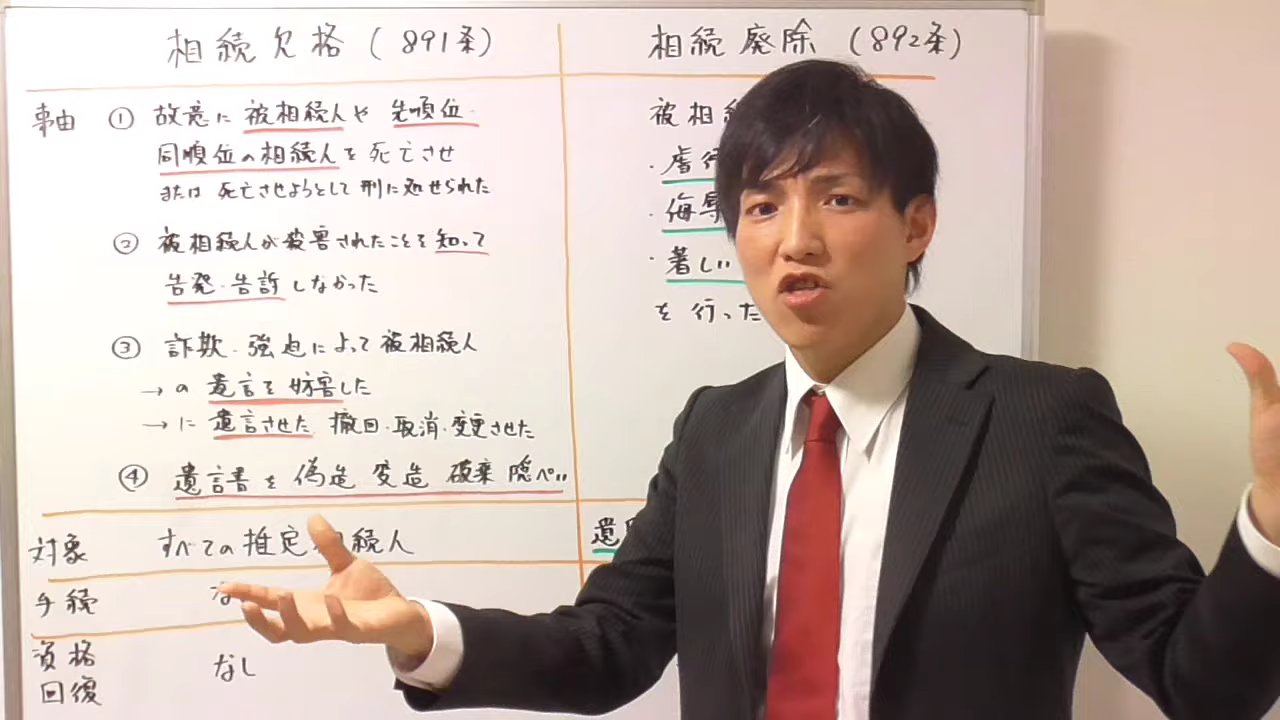 相続欠格(891条)
事由 ① 故意に被相続人や先順位・
同順位の相続人を死亡させ
または死亡させようとして刑に処せられた
② 被相続人が殺害されたことを知って
告発・告訴しなかった
③ 詐欺・強迫によって被相続人
→の遺言を妨害した
→に遺言させた 撤回・取消・変更させた
④ 遺言書を偽造 変造 破棄 隠ぺい
対象 すべての推定相続人
手続 な
資格回復 なし
相続廃除(892条)
被相
・虐行
・侮辱
・著しい
を行った
遺